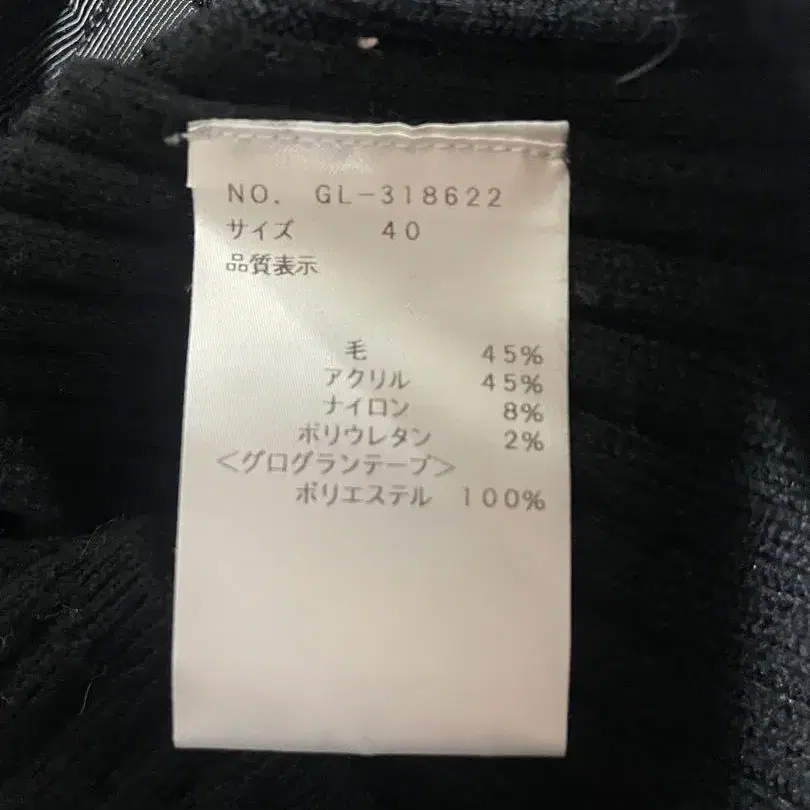 NO. GL-318622
サイズ 40
品質表示
毛 45%
アクリル 45%
ナイロン 8%
ポリウレタン 2%
<グログランテープ>
ポリエステル 100%